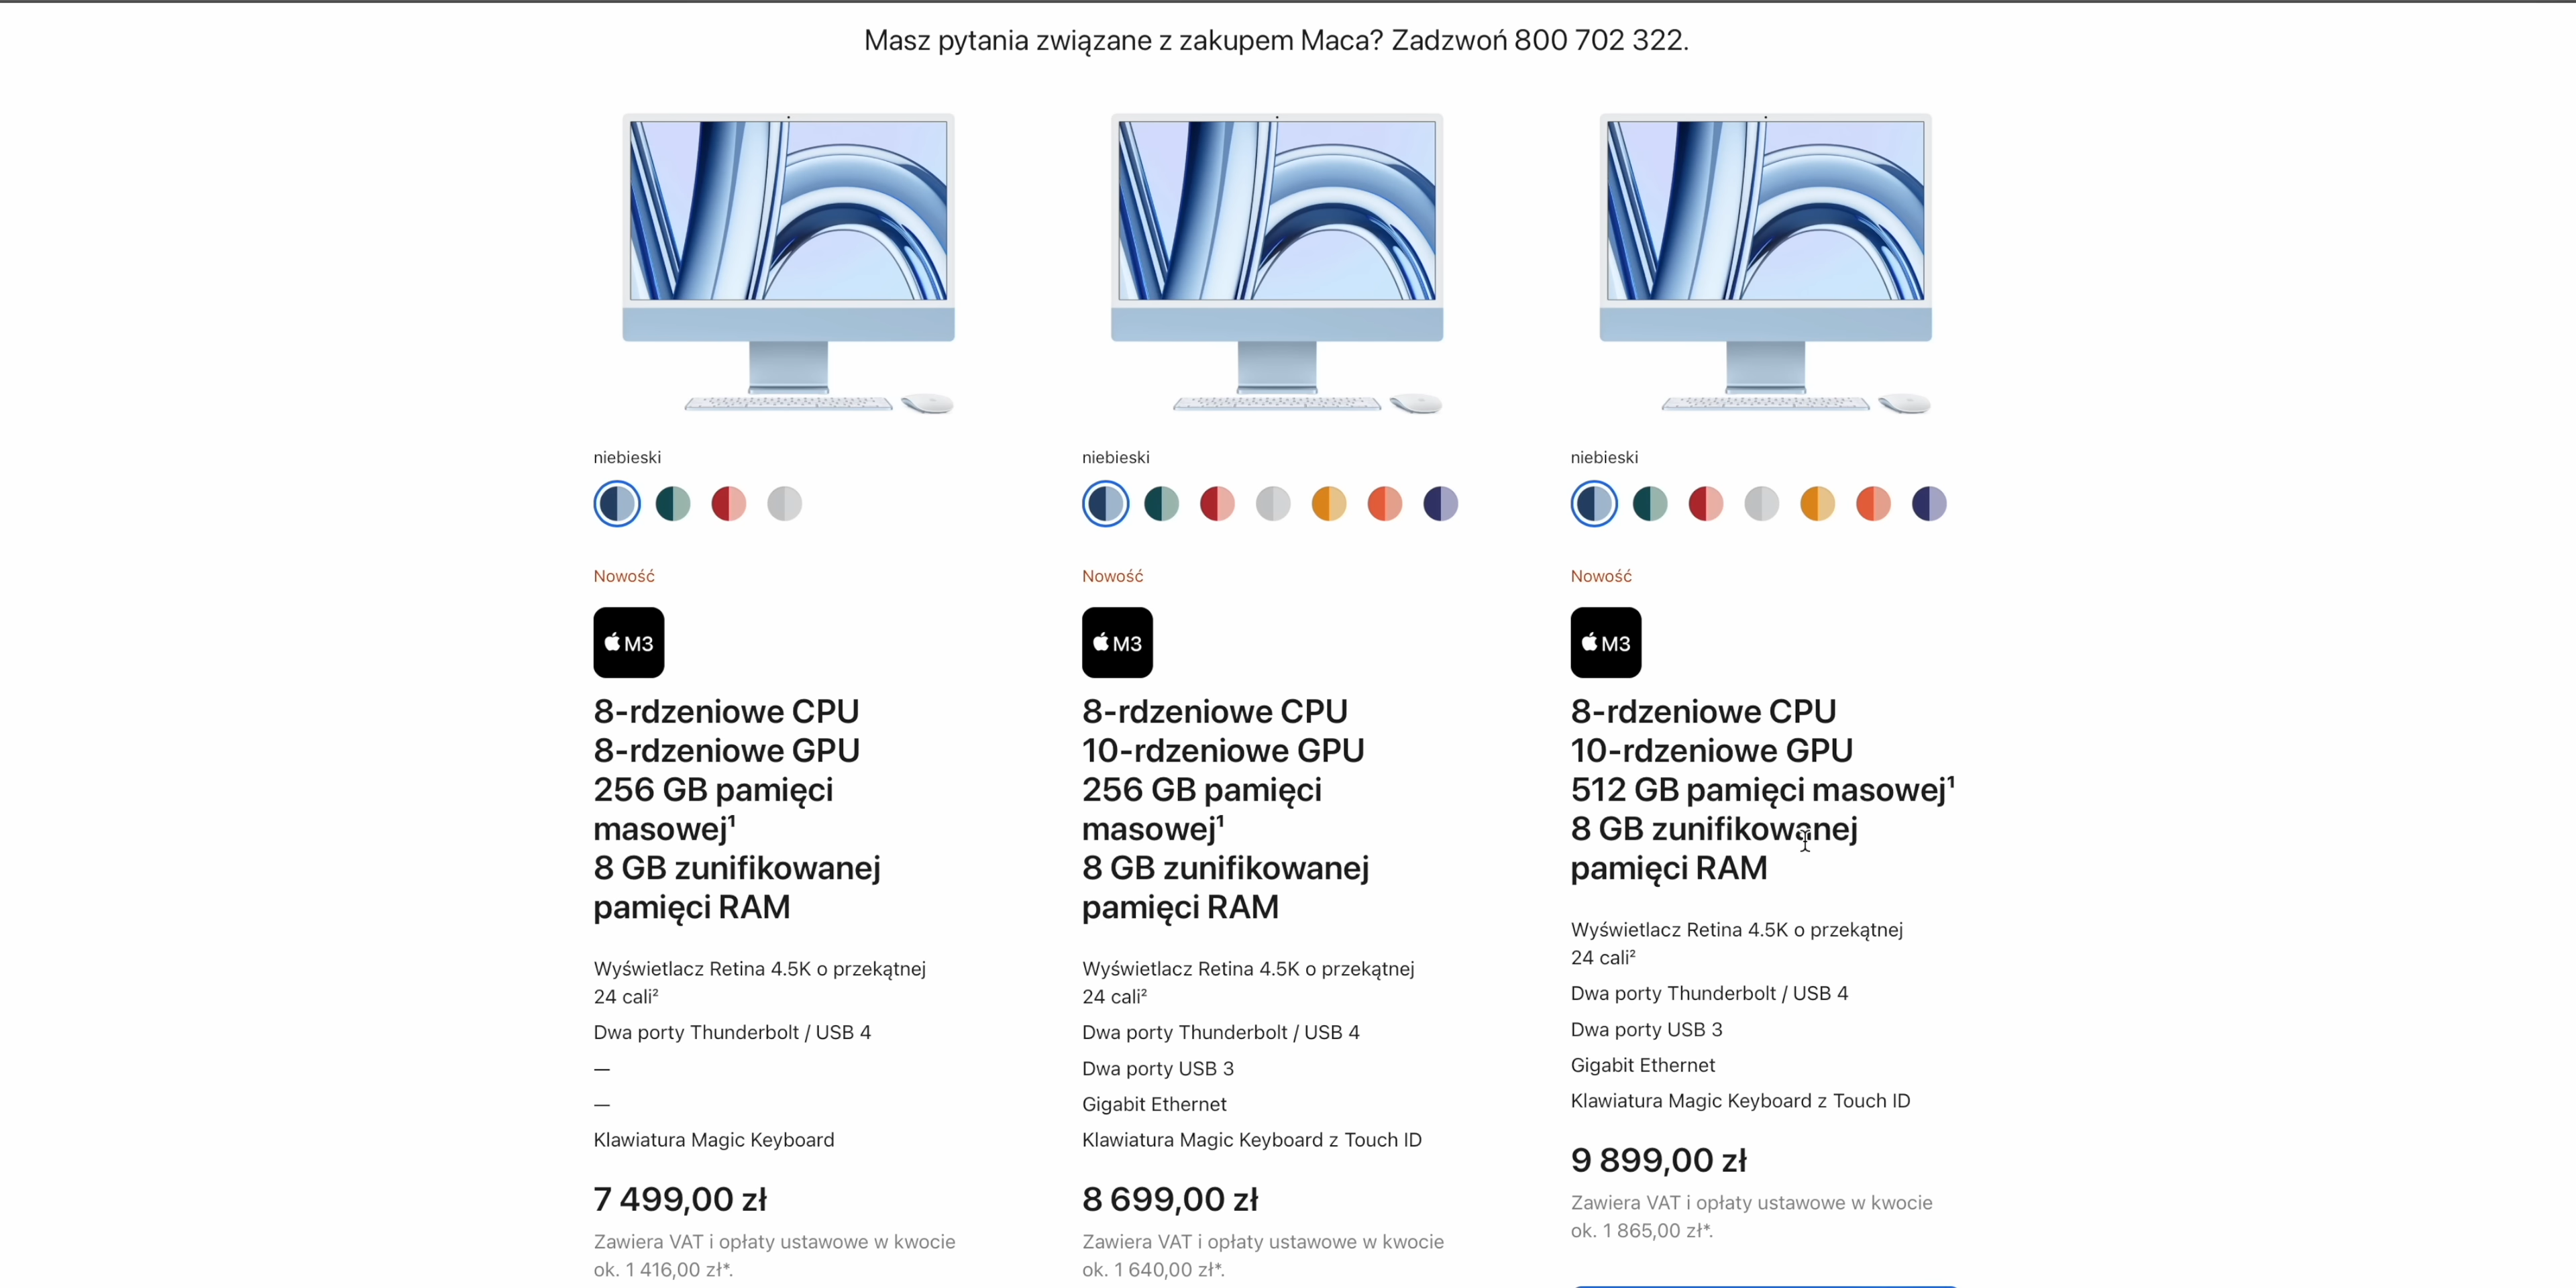 Masz pytania związane z zakupem Maca? Zadzwoń 800 702 322.
niebieski
Nowość
M3
8-rdzeniowe CPU
8-rdzeniowe GPU
256 GB pamięci
masowej¹
8 GB zunifikowanej
pamięci RAM
Wyświetlacz Retina 4.5K o przekątnej
24 cali²
Dwa porty Thunderbolt / USB 4
—
—
Klawiatura Magic Keyboard
7 499,00 zł
Zawiera VAT i opłaty ustawowe w kwocie
ok. 1 416,00 zł*.
niebieski
Nowość
M3
8-rdzeniowe CPU
10-rdzeniowe GPU
256 GB pamięci
masowej¹
8 GB zunifikowanej
pamięci RAM
Wyświetlacz Retina 4.5K o przekątnej
24 cali²
Dwa porty Thunderbolt / USB 4
Dwa porty USB 3
Gigabit Ethernet
Klawiatura Magic Keyboard z Touch ID
8 699,00 zł
Zawiera VAT i opłaty ustawowe w kwocie
ok. 1 640,00 zł*.
niebieski
Nowość
M3
8-rdzeniowe CPU
10-rdzeniowe GPU
512 GB pamięci masowej¹
8 GB zunifikowanej
pamięci RAM
Wyświetlacz Retina 4.5K o przekątnej
24 cali²
Dwa porty Thunderbolt / USB 4
Dwa porty USB 3
Gigabit Ethernet
Klawiatura Magic Keyboard z Touch ID
9 899,00 zł
Zawiera VAT i opłaty ustawowe w kwocie
ok. 1 865,00 zł*.